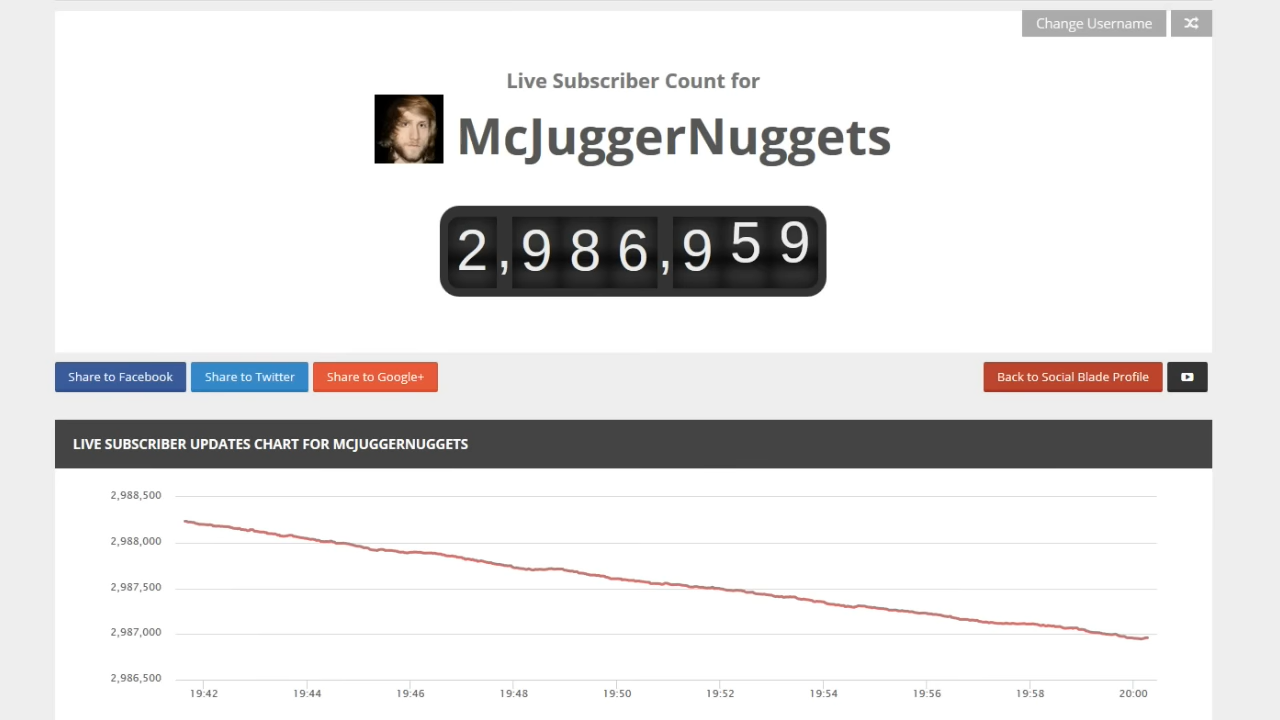 Change Username
Live Subscriber Count for
McJuggerNuggets
2,986,959
Share to Facebook Share to Twitter Share to Google+ Back to Social Blade Profile
LIVE SUBSCRIBER UPDATES CHART FOR MCJUGGERNUGGETS
2,988,500
2,988,000
2,987,500
2,987,000
2,986,500
19:42 19:44 19:46 19:48 19:50 19:52 19:54 19:56 19:58 20:00